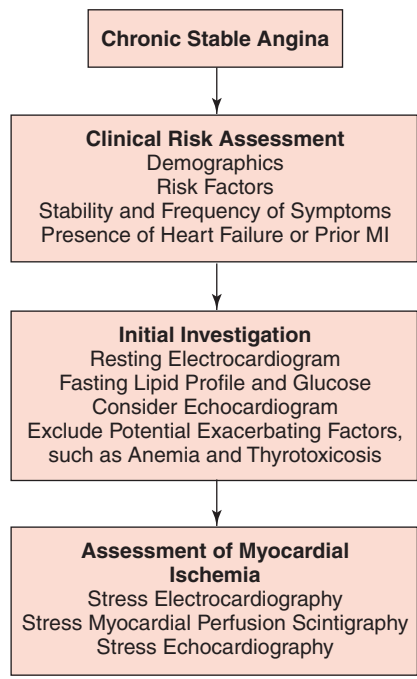 Chronic Stable Angina
Clinical Risk Assessment
Demographics
Risk Factors
Stability and Frequency of Symptoms
Presence of Heart Failure or Prior MI
Initial Investigation
Resting Electrocardiogram
Fasting Lipid Profile and Glucose
Consider Echocardiogram
Exclude Potential Exacerbating Factors,
such as Anemia and Thyrotoxicosis
Assessment of Myocardial
Ischemia
Stress Electrocardiography
Stress Myocardial Perfusion Scintigraphy
Stress Echocardiography